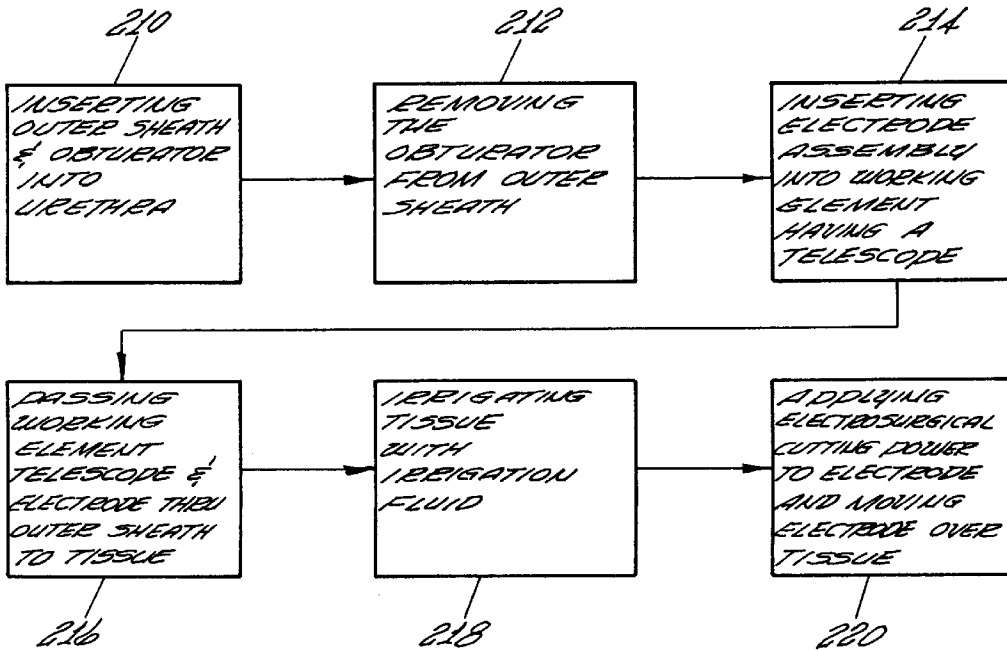 210
212
214
INSERTING
OUTER SHEATH
& OBTURATOR
INTO
URETHRA
REMOVING
THE
OBTURATOR
FROM OUTER
SHEATH
INSERTING
ELECTRODE
ASSEMBLY
INTO WORKING
ELEMENT
HAVING A
TELESCOPE
PASSING
WORKING
ELEMENT
TELESCOPE &
ELECTRODE THRU
OUTER SHEATH
TO TISSUE
IRRIGATING
TISSUE
WITH
IRRIGATION
FLUID
APPLYING
ELECTROSURGICAL
CUTTING POWER
TO ELECTRODE
AND MOVING
ELECTRODE OVER
TISSUE
216
218
220